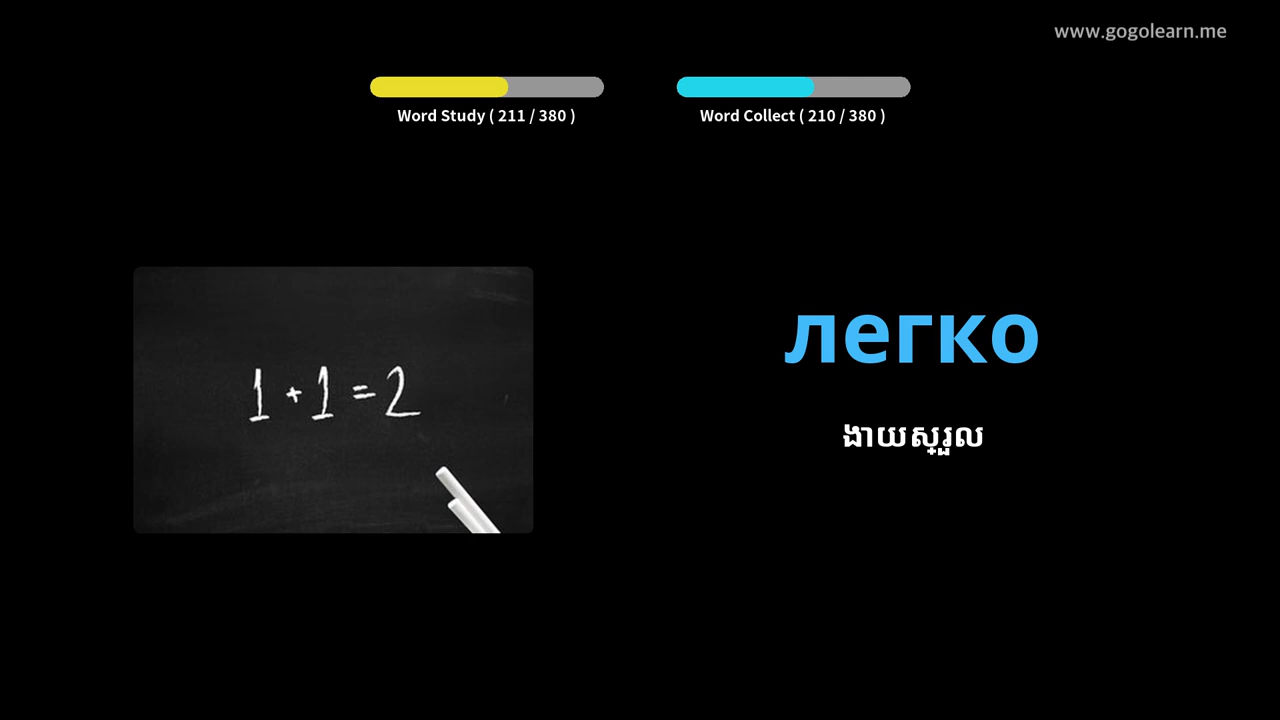 www.gogolearn.me
Word Study ( 211 / 380 )
Word Collect ( 210 / 380 )
1 + 1 = 2
легко
ងាយស្រួល